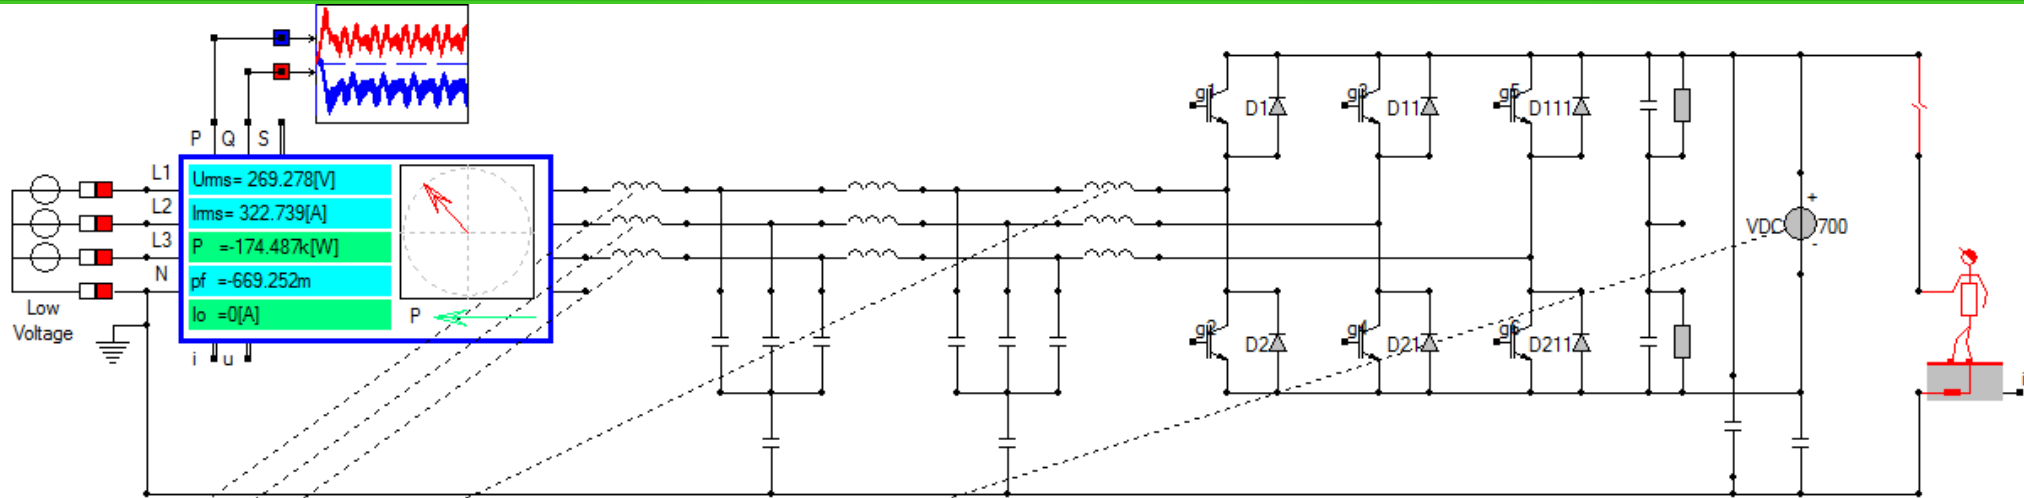 P Q S
g1 D1 g3 D11 g5 D111
L1
Urms= 269.278[V]
L2
Irms= 322.739[A]
L3
P =-174.487k[W]
N
pf =-669.252m
Io =0[A]
P
Low
Voltage
i u
+
VDC 700
-
g2 D2 g4 D21 g6 D211
i